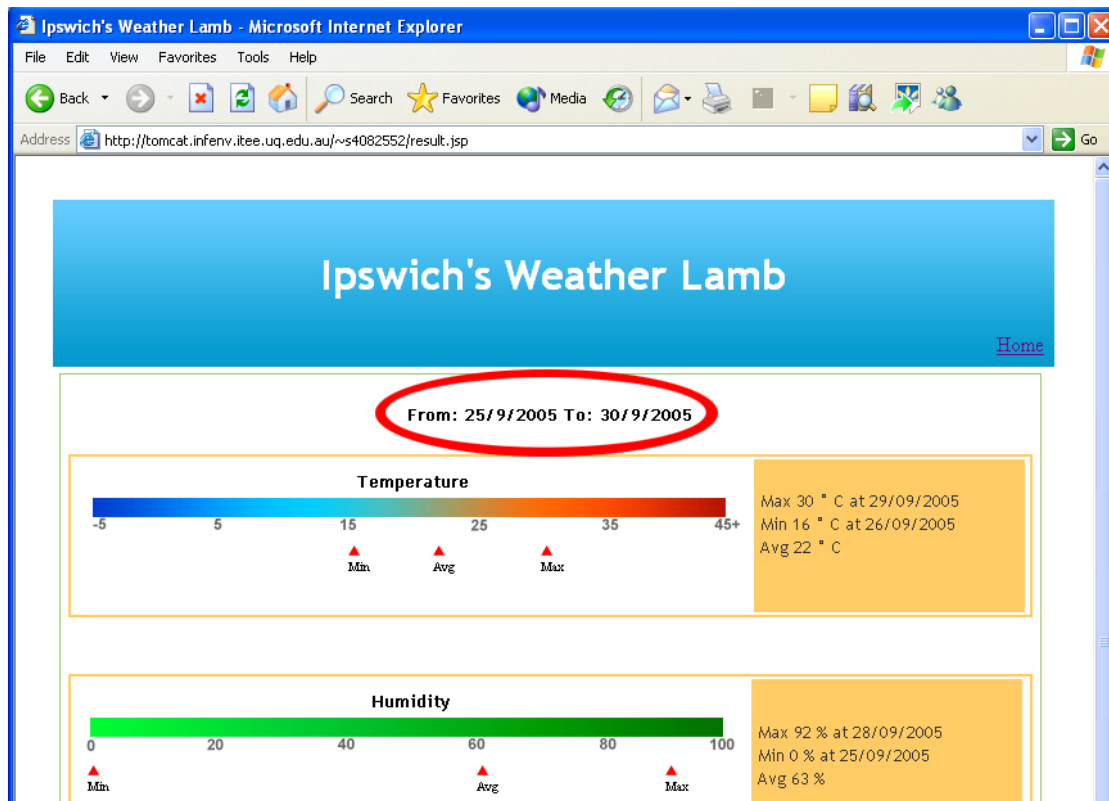 Ipswich's Weather Lamb - Microsoft Internet Explorer
File Edit View Favorites Tools Help
Back Search Favorites Media
Address http://tomcat.infenv.itee.uq.edu.au/~s4082552/result.jsp Go
Ipswich's Weather Lamb
Home
From: 25/9/2005 To: 30/9/2005
Temperature
-5 5 15 25 35 45+
Min Avg Max
Max 30 ° C at 29/09/2005
Min 16 ° C at 26/09/2005
Avg 22 ° C
Humidity
0 20 40 60 80 100
Min Avg Max
Max 92 % at 28/09/2005
Min 0 % at 25/09/2005
Avg 63 %